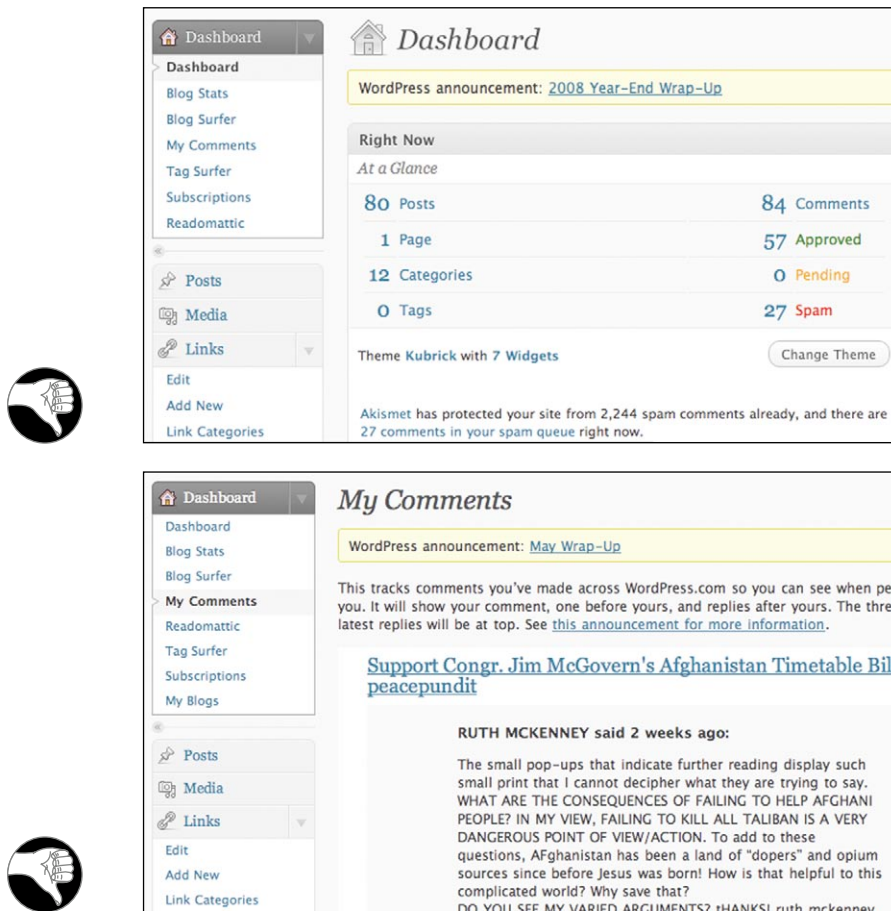 Dashboard
Dashboard
Blog Stats
Blog Surfer
My Comments
Tag Surfer
Subscriptions
Readomattic
Posts
Media
Links
Edit
Add New
Link Categories
Dashboard
WordPress announcement: 2008 Year-End Wrap-Up
Right Now
At a Glance
80 Posts 84 Comments
1 Page 57 Approved
12 Categories 0 Pending
0 Tags 27 Spam
Theme Kubrick with 7 Widgets Change Theme
Akismet has protected your site from 2,244 spam comments already, and there are
27 comments in your spam queue right now.
Dashboard
Dashboard
Blog Stats
Blog Surfer
My Comments
Readomattic
Tag Surfer
Subscriptions
My Blogs
Posts
Media
Links
Edit
Add New
Link Categories
My Comments
WordPress announcement: May Wrap-Up
This tracks comments you've made across WordPress.com so you can see when pe
you. It will show your comment, one before yours, and replies after yours. The thre
latest replies will be at top. See this announcement for more information.
Support Congr. Jim McGovern's Afghanistan Timetable Bil
peacepundit
RUTH MCKENNEY said 2 weeks ago:
The small pop-ups that indicate further reading display such
small print that I cannot decipher what they are trying to say.
WHAT ARE THE CONSEQUENCES OF FAILING TO HELP AFGHANI
PEOPLE? IN MY VIEW, FAILING TO KILL ALL TALIBAN IS A VERY
DANGEROUS POINT OF VIEW/ACTION. To add to these
questions, AFghanistan has been a land of "dopers" and opium
sources since before Jesus was born! How is that helpful to this
complicated world? Why save that?
DO YOU SEE MY VARIED ARGUMENTS? tHANKS! ruth mckenney